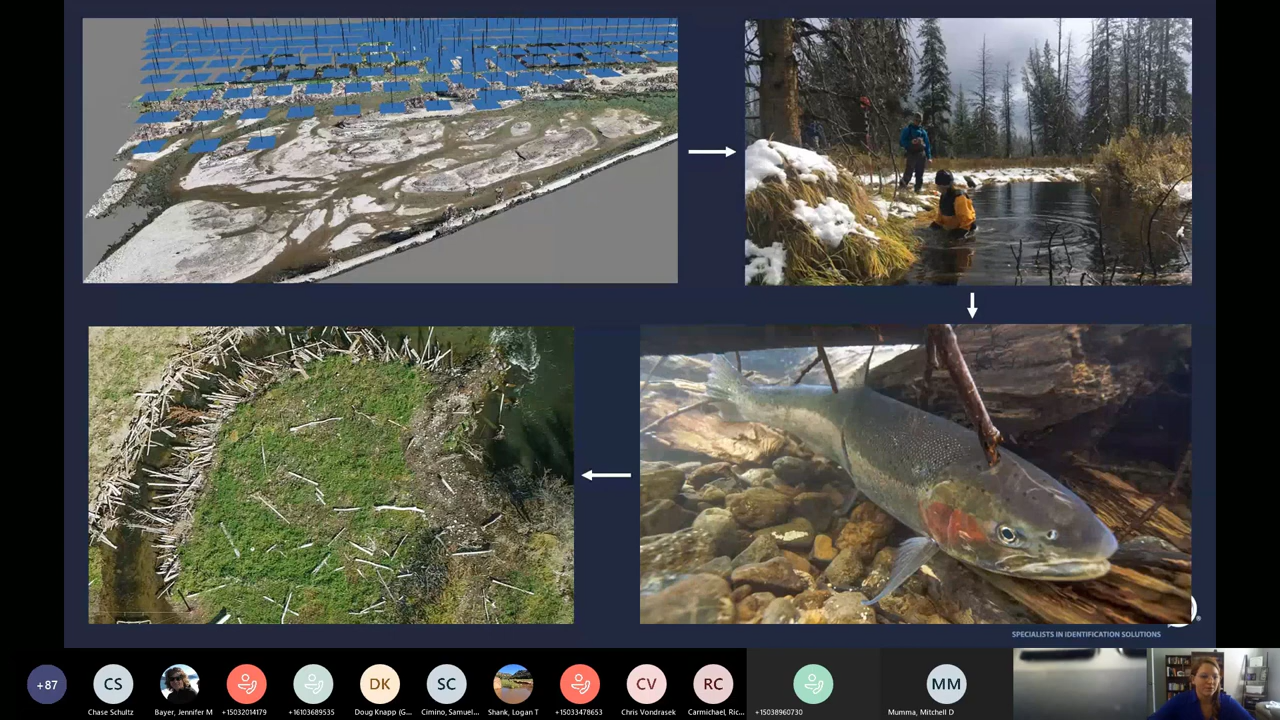 SPECIALISTS IN IDENTIFICATION SOLUTIONS
+87
CS
DK
SC
CV
RC
MM
Chase Schultz
Bayer, Jennifer M
+15032014179
+16103689535
Doug Knapp (G...
Cimino, Samuel...
Shank, Logan T
+15033478653
Chris Vondrasek
Carmichael, Ric...
+15038960730
Mumma, Mitchell D